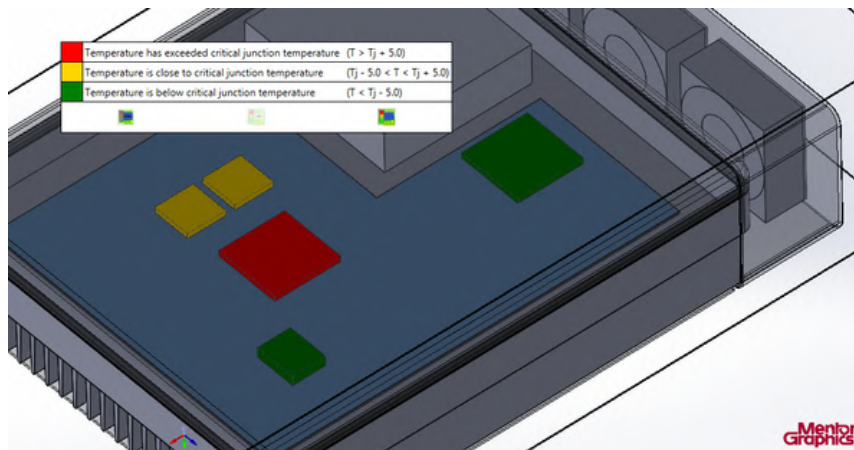 Temperature has exceeded critical junction temperature (T > Tj + 5.0)
Temperature is close to critical junction temperature (Tj - 5.0 < T < Tj + 5.0)
Temperature is below critical junction temperature (T < Tj - 5.0)
Mentor
Graphics